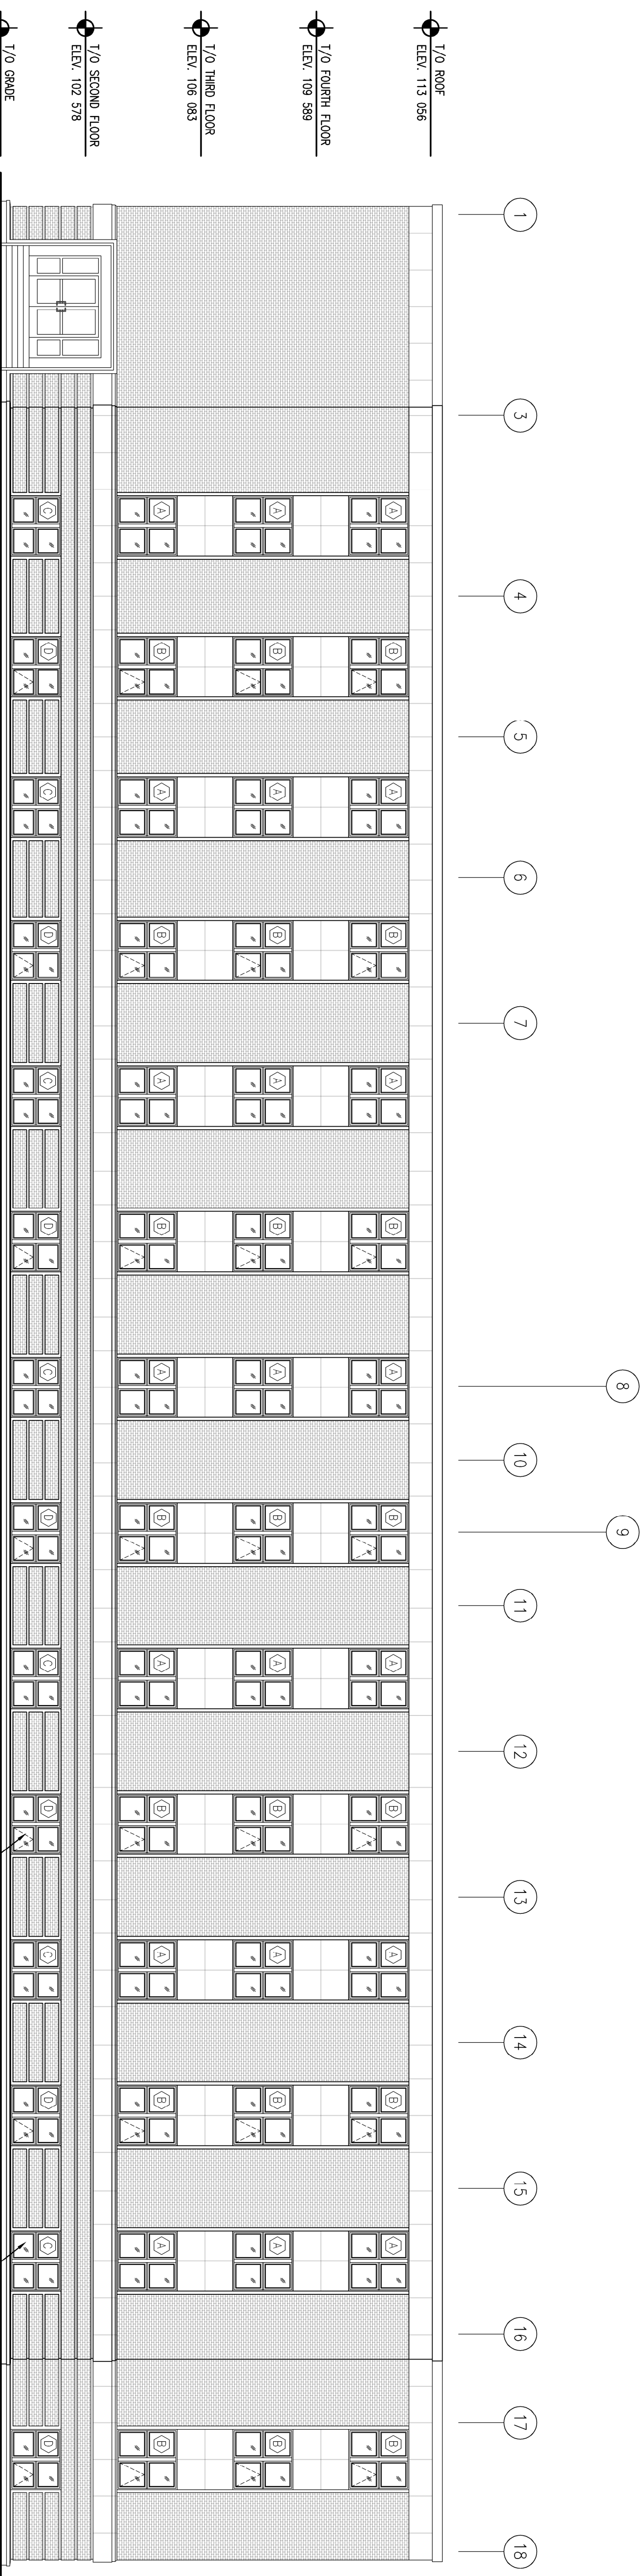 8 9
1 3 4 5 6 7 10 11 12 13 14 15 16 17 18
T/O ROOF
ELEV. 113 056
A B A B A B A B A B A B A B
T/O FOURTH FLOOR
ELEV. 109 589
A B A B A B A B A B A B A B
T/O THIRD FLOOR
ELEV. 106 083
A B A B A B A B A B A B A B
T/O SECOND FLOOR
ELEV. 102 578
C D C D C D C D C D C D C D
T/O GRADE